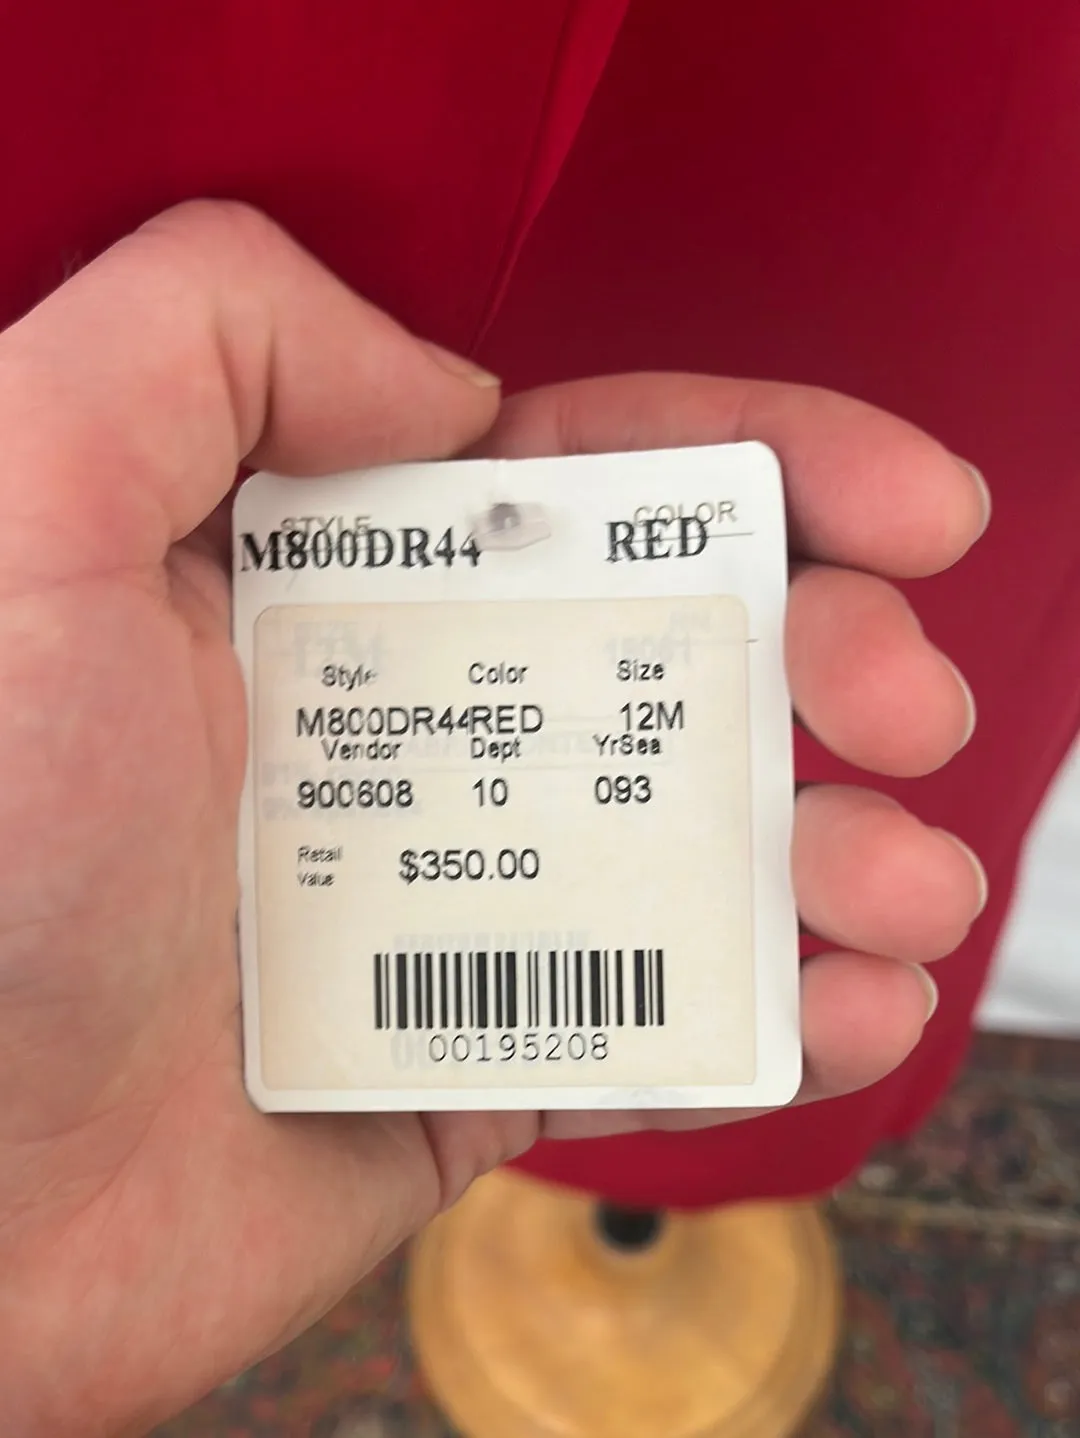 STYLE COLOR
M800DR44 RED
Style Color Size
M800DR44RED 12M
Vendor Dept YrSea
900608 10 093
Retail
Value $350.00
00195208